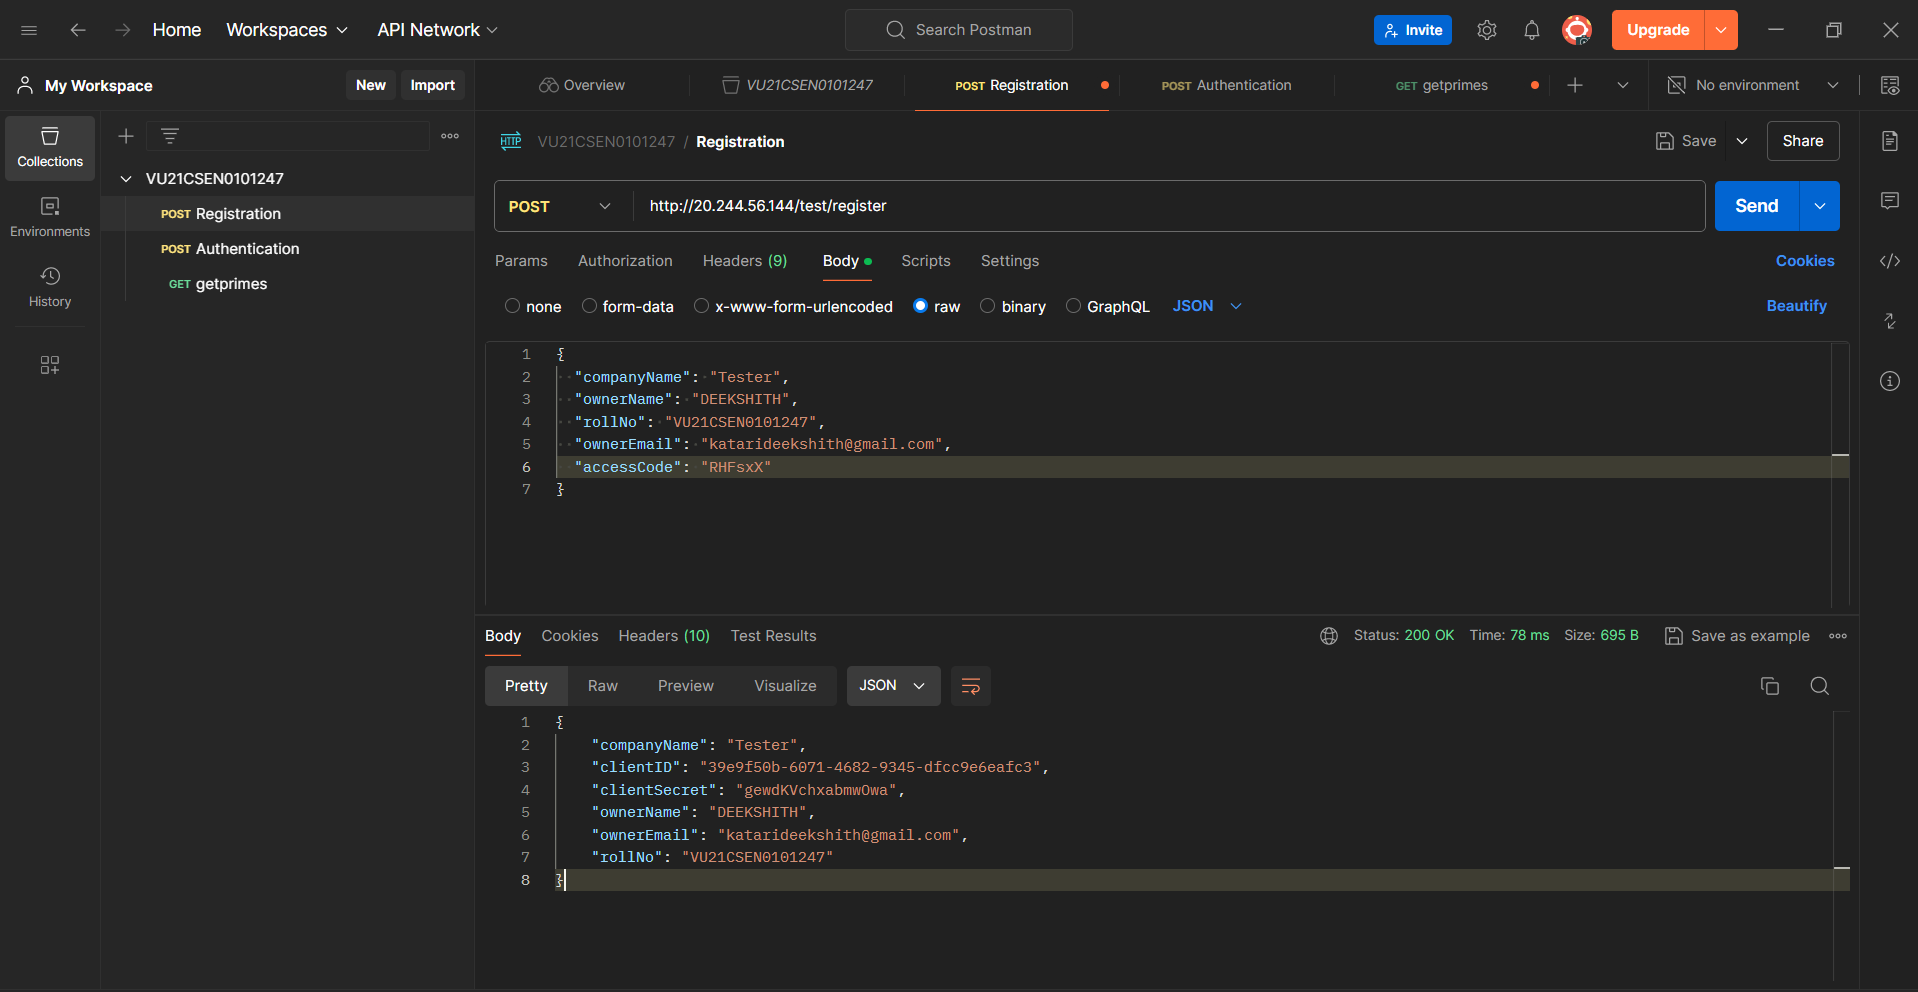 Home Workspaces API Network Search Postman Invite Upgrade
My Workspace New Import
Overview VU21CSEN0101247 POST Registration POST Authentication GET getprimes No environment
Collections
Environments
History
VU21CSEN0101247
POST Registration
POST Authentication
GET getprimes
HTTP VU21CSEN0101247 / Registration Save Share
POST http://20.244.56.144/test/register Send
Params Authorization Headers (9) Body Scripts Settings Cookies
none form-data x-www-form-urlencoded raw binary GraphQL JSON Beautify
1 {
2 "companyName": "Tester",
3 "ownerName": "DEEKSHITH",
4 "rollNo": "VU21CSEN0101247",
5 "ownerEmail": "katarideekshith@gmail.com",
6 "accessCode": "RHFsxX"
7 }
Body Cookies Headers (10) Test Results Status: 200 OK Time: 78 ms Size: 695 B Save as example
Pretty Raw Preview Visualize JSON
1 {
2 "companyName": "Tester",
3 "clientID": "39e9f50b-6071-4682-9345-dfcc9e6eafc3",
4 "clientSecret": "gewdKVchxabmwOwa",
5 "ownerName": "DEEKSHITH",
6 "ownerEmail": "katarideekshith@gmail.com",
7 "rollNo": "VU21CSEN0101247"
8 }